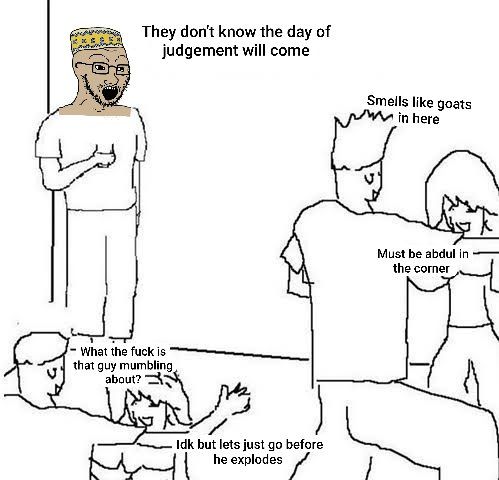 They don't know the day of
judgement will come
Smells like goats
in here
Must be abdul in
the corner
What the fuck is
that guy mumbling
about?
Idk but lets just go before
he explodes